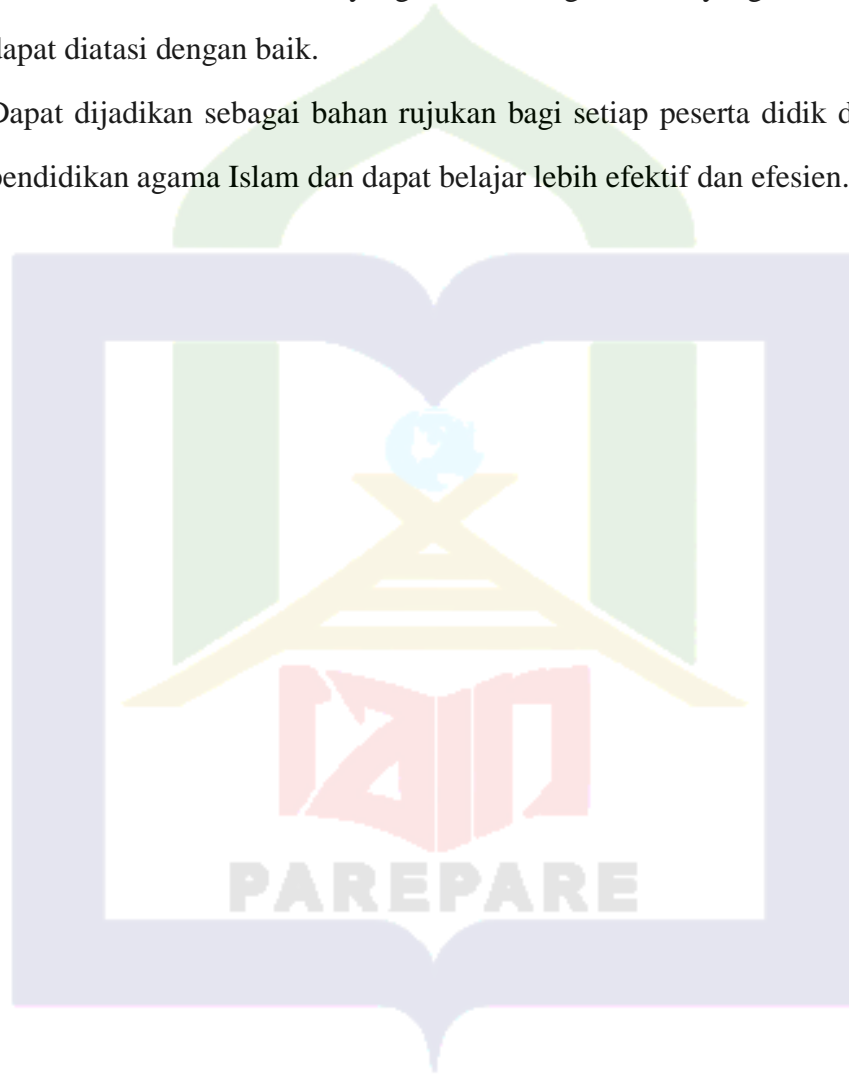 dapat diatasi dengan baik.
Dapat dijadikan sebagai bahan rujukan bagi setiap peserta didik
pendidikan agama Islam dan dapat belajar lebih efektif dan efesien.
PAREPARE